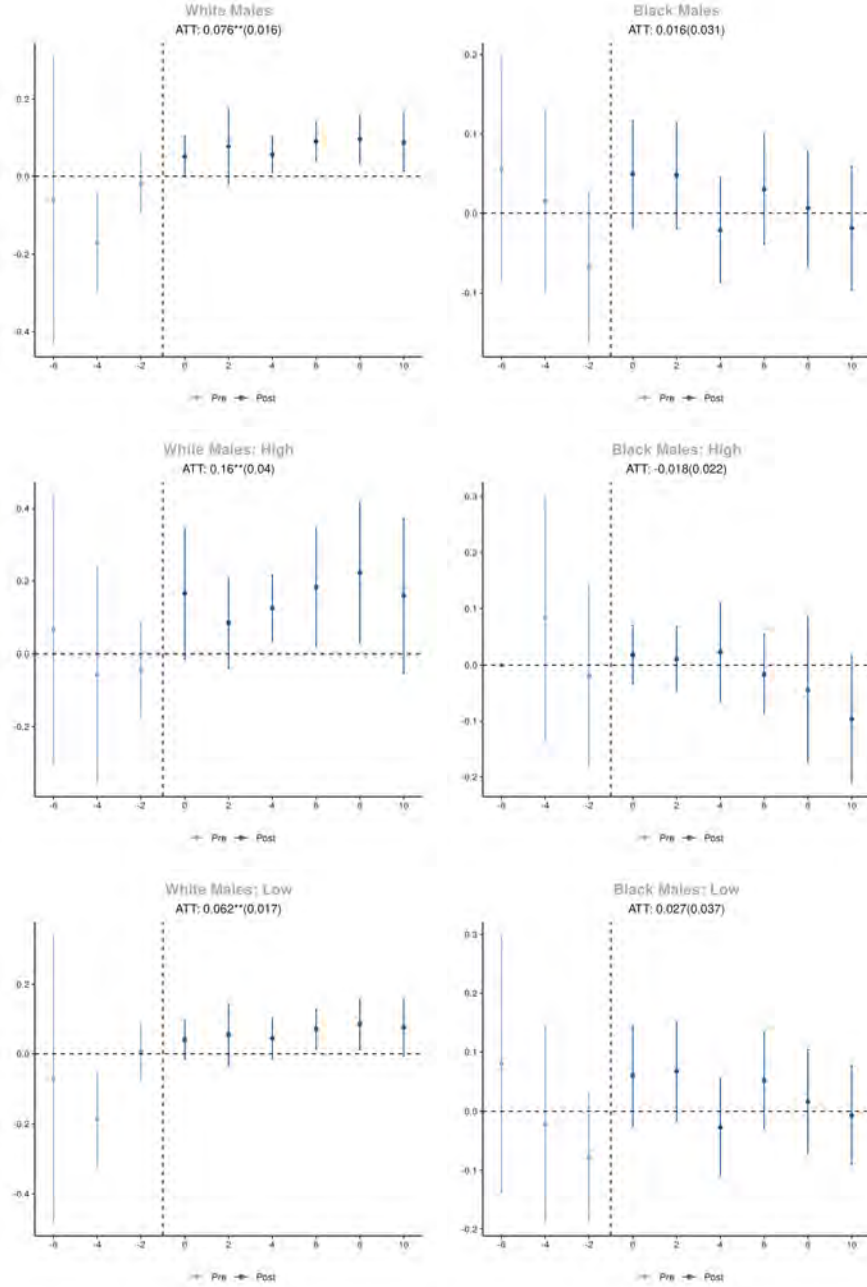 White Males
ATT: 0.076**(0.016)
0.2
0.0
-0.2
-0.4
-6 -4 -2 0 2 4 6 8 10
Pre Post
Black Males
ATT: 0.016(0.031)
0.2
0.1
0.0
-0.1
-6 -4 -2 0 2 4 6 8 10
Pre Post
White Males: High
ATT: 0.16**(0.04)
0.4
0.2
0.0
-0.2
-6 -4 -2 0 2 4 6 8 10
Pre Post
Black Males: High
ATT: -0.018(0.022)
0.3
0.2
0.1
0.0
-0.1
-0.2
-6 -4 -2 0 2 4 6 8 10
Pre Post
White Males: Low
ATT: 0.062**(0.017)
0.2
0.0
-0.2
-0.4
-6 -4 -2 0 2 4 6 8 10
Pre Post
Black Males: Low
ATT: 0.027(0.037)
0.3
0.2
0.1
0.0
-0.1
-0.2
-6 -4 -2 0 2 4 6 8 10
Pre Post